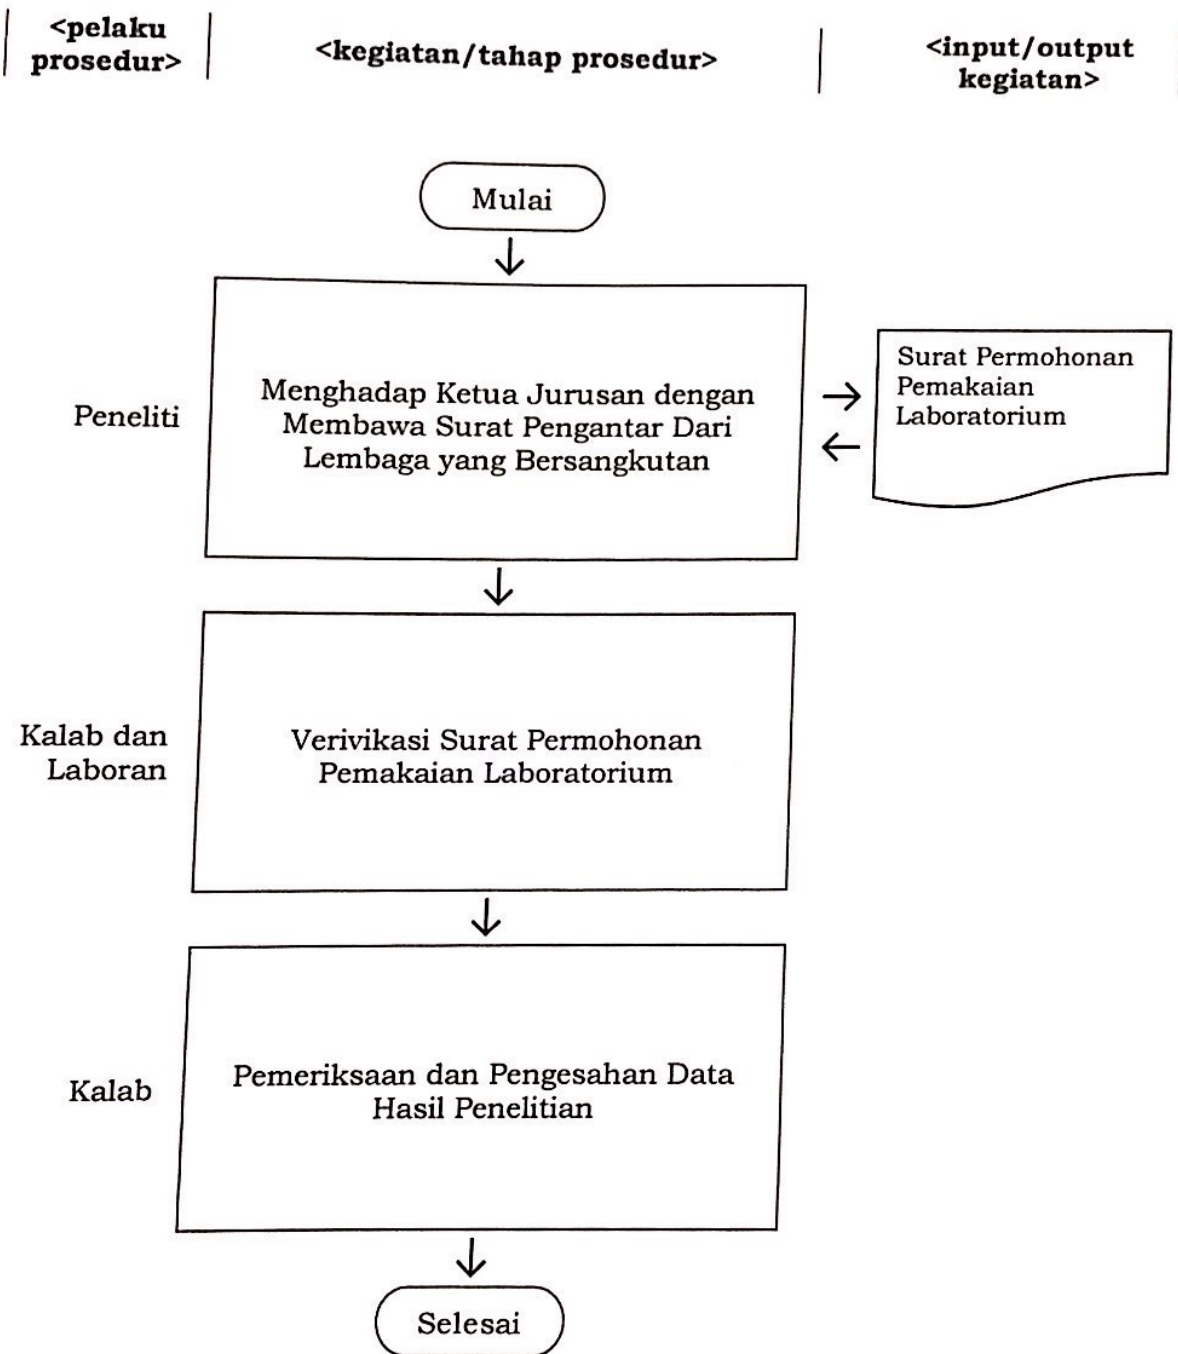 <pelaku
prosedur>
<kegiatan/tahap prosedur>
<input/output
kegiatan>
Mulai
Peneliti
Menghadap Ketua Jurusan dengan
Membawa Surat Pengantar Dari
Lembaga yang Bersangkutan
Surat Permohonan
Pemakaian
Laboratorium
Kalab dan
Laboran
Verivikasi Surat Permohonan
Pemakaian Laboratorium
Kalab
Pemeriksaan dan Pengesahan Data
Hasil Penelitian
Selesai